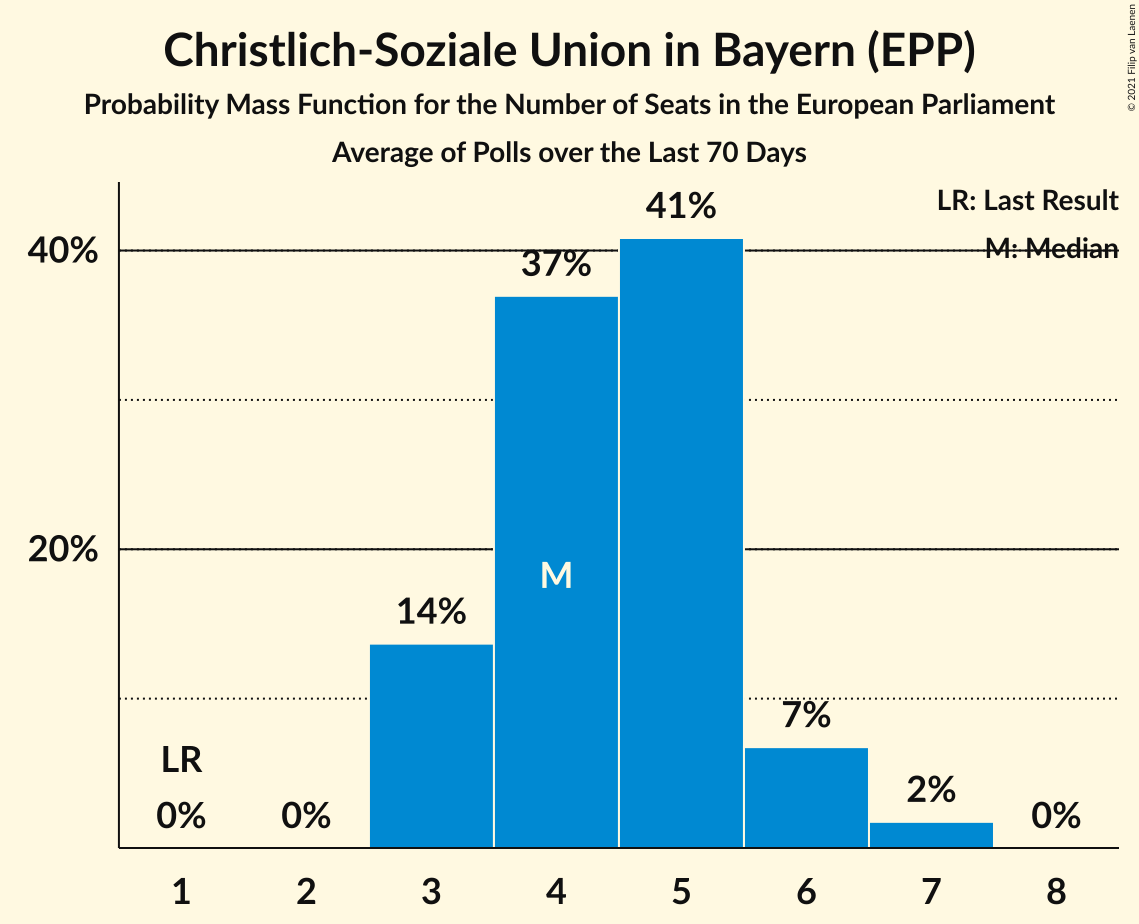 Christlich-Soziale Union in Bayern (EPP)
Probability Mass Function for the Number of Seats in the European Parliament
Average of Polls over the Last 70 Days
© 2021 Filip van Laenen
LR: Last Result
M: Median
40%
20%
LR
0%
0%
14%
37%
M
41%
7%
2%
0%
1 2 3 4 5 6 7 8